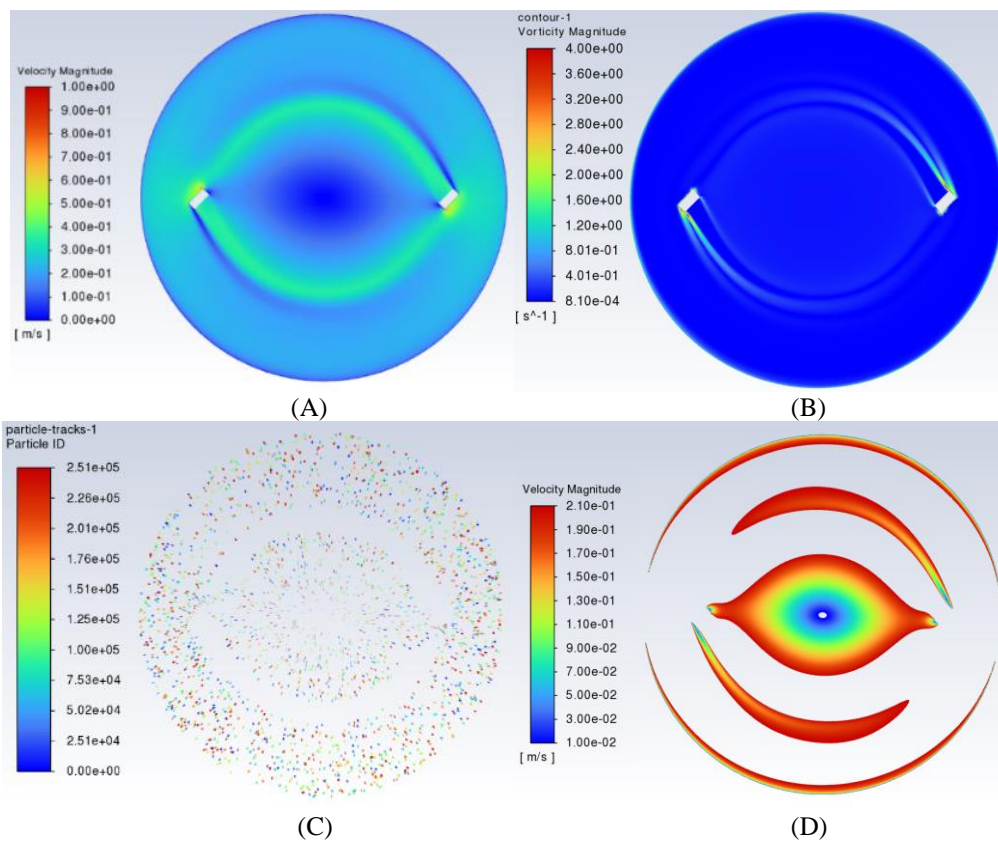 Velocity Magnitude
1.00e+00
9.00e-01
8.00e-01
7.00e-01
6.00e-01
5.00e-01
4.00e-01
3.00e-01
2.00e-01
1.00e-01
0.00e+00
[ m/s ]
(A)
contour-1
Vorticity Magnitude
4.00e+00
3.60e+00
3.20e+00
2.80e+00
2.40e+00
2.00e+00
1.60e+00
1.20e+00
8.01e-01
4.01e-01
8.10e-04
[ s^-1 ]
(B)
particle-tracks-1
Particle ID
2.51e+05
2.26e+05
2.01e+05
1.76e+05
1.51e+05
1.26e+05
1.00e+05
7.53e+04
5.02e+04
2.51e+04
0.00e+00
(C)
Velocity Magnitude
2.10e-01
1.90e-01
1.70e-01
1.50e-01
1.30e-01
1.10e-01
9.00e-02
7.00e-02
5.00e-02
3.00e-02
1.00e-02
[ m/s ]
(D)